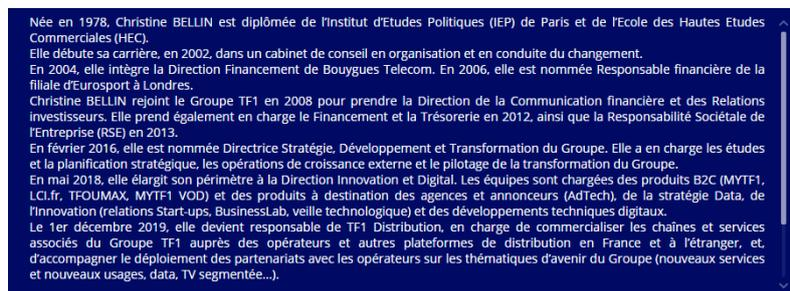 Née en 1978, Christine BELLIN est diplômée de l'Institut d'Etudes Politiques (IEP) de Paris et de l'Ecole des Hautes Etudes
Commerciales (HEC).
Elle débute sa carrière, en 2002, dans un cabinet de conseil en organisation et en conduite du changement.
En 2004, elle intègre la Direction Financement de Bouygues Telecom. En 2006, elle est nommée Responsable financière de la
filiale d'Eurosport à Londres.
Christine BELLIN rejoint le Groupe TF1 en 2008 pour prendre la Direction de la Communication financière et des Relations
investisseurs. Elle prend également en charge le Financement et la Trésorerie en 2012, ainsi que la Responsabilité Sociétale de
l'Entreprise (RSE) en 2013.
En février 2016, elle est nommée Directrice Stratégie, Développement et Transformation du Groupe. Elle a en charge les études
et la planification stratégique, les opérations de croissance externe et le pilotage de la transformation du Groupe.
En mai 2018, elle élargit son périmètre à la Direction Innovation et Digital. Les équipes sont chargées des produits B2C (MYTF1,
LCI.fr, TFOUMAX, MYTF1 VOD) et des produits à destination des agences et annonceurs (AdTech), de la stratégie Data, de
l'Innovation (relations Start-ups, BusinessLab, veille technologique) et des développements techniques digitaux.
Le 1er décembre 2019, elle devient responsable de TF1 Distribution, en charge de commercialiser les chaînes et services
associés du Groupe TF1 auprès des opérateurs et autres plateformes de distribution en France et à l'étranger, et,
d'accompagner le déploiement des partenariats avec les opérateurs sur les thématiques d'avenir du Groupe (nouveaux services
et nouveaux usages, data, TV segmentée...).